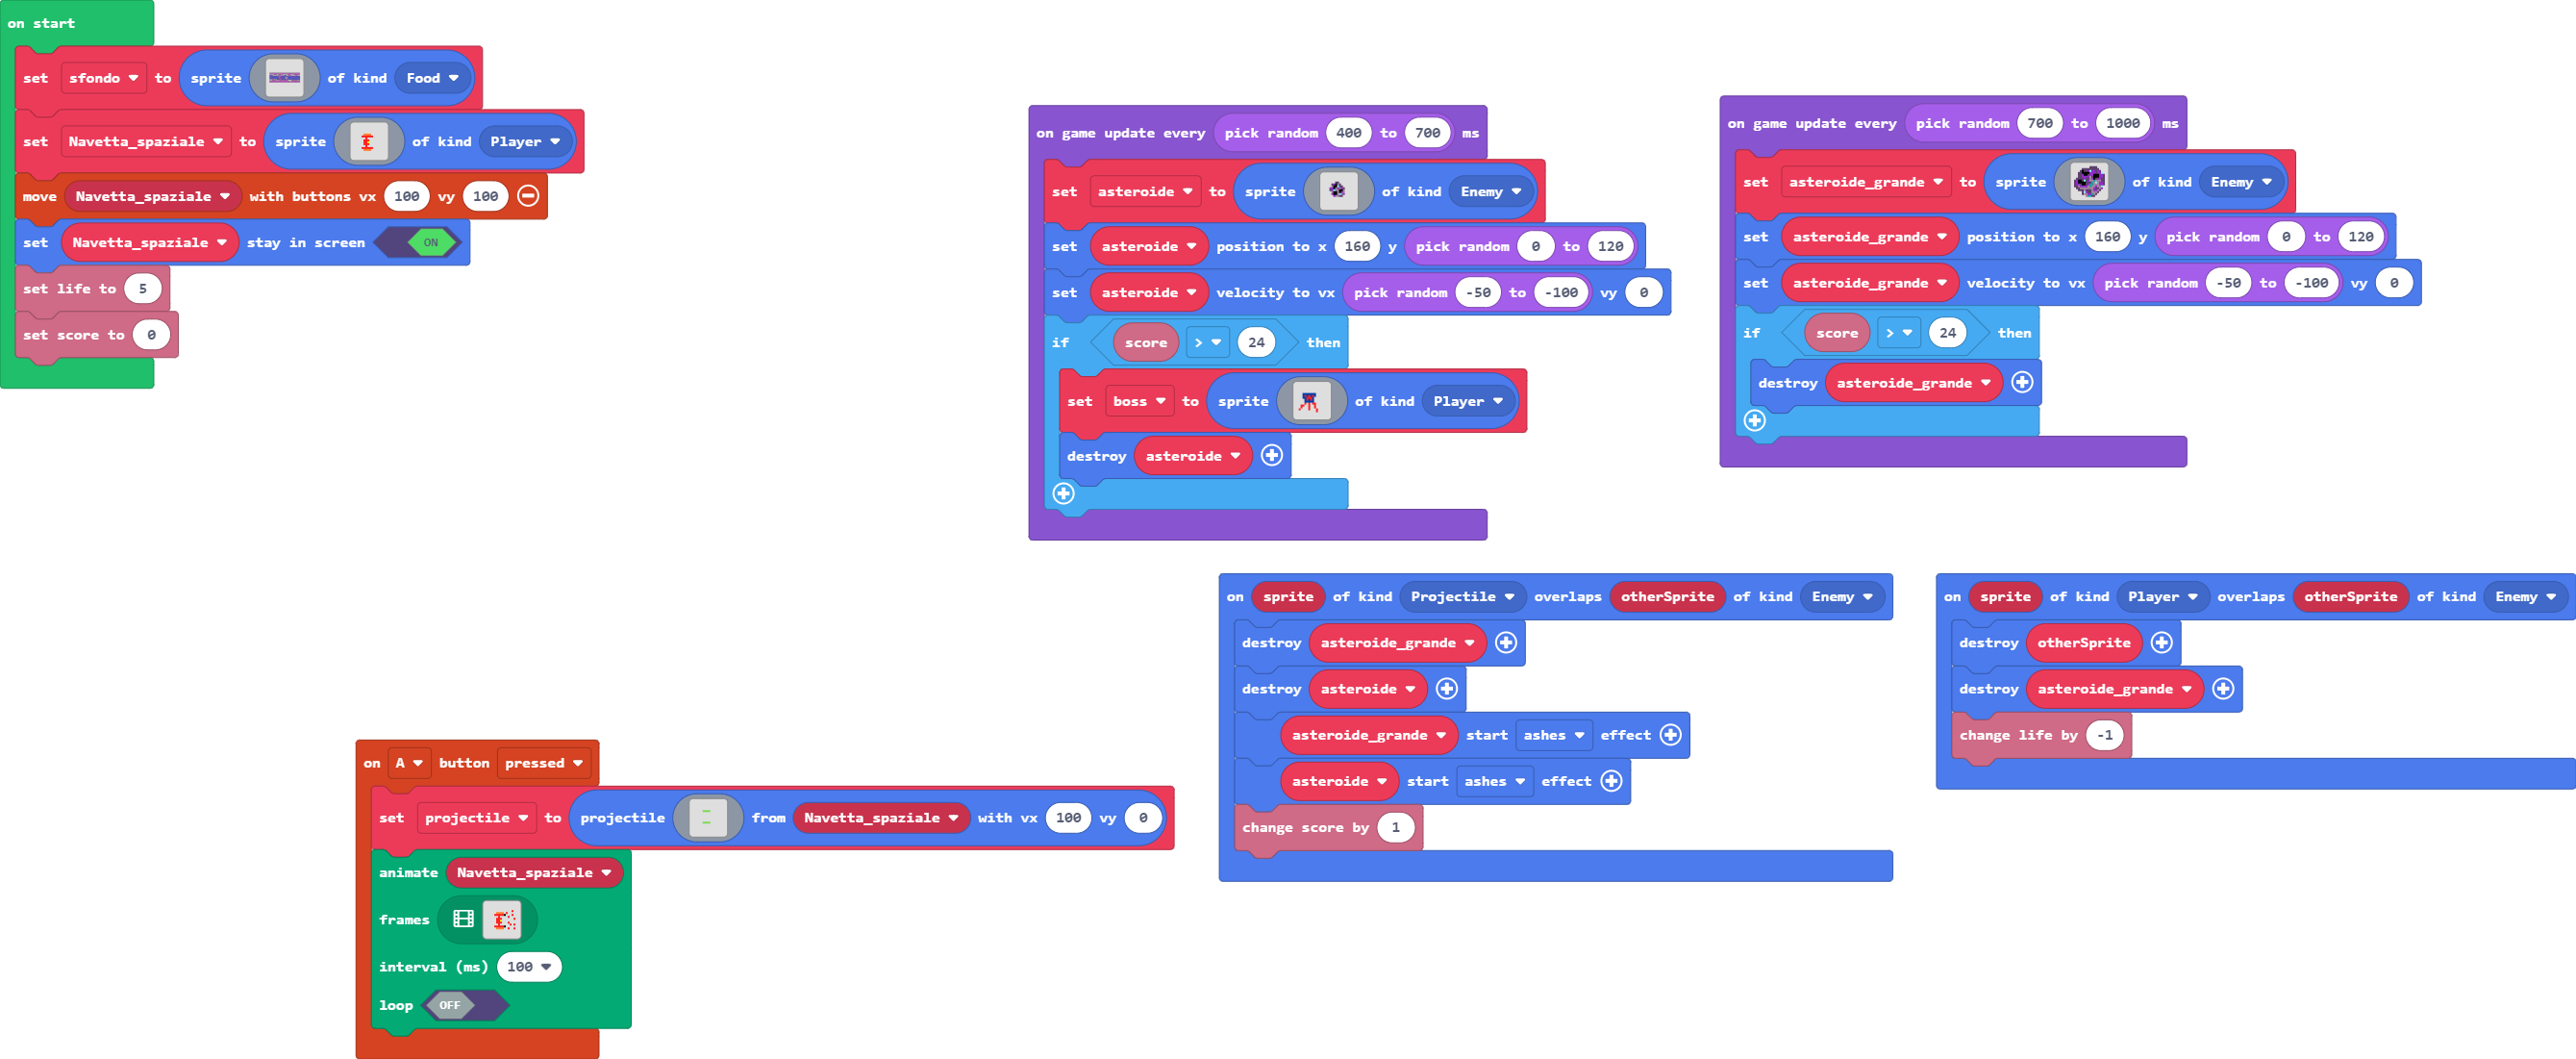 on start
set sfondo to sprite of kind Food
set Navetta_spaziale to sprite of kind Player
move Navetta_spaziale with buttons vx 100 vy 100
set Navetta_spaziale stay in screen ON
set life to 5
set score to 0
on game update every pick random 400 to 700 ms
set asteroide to sprite of kind Enemy
set asteroide position to x 160 y pick random 0 to 120
set asteroide velocity to vx pick random -50 to -100 vy 0
if score > 24 then
set boss to sprite of kind Player
destroy asteroide
on game update every pick random 700 to 1000 ms
set asteroide_grande to sprite of kind Enemy
set asteroide_grande position to x 160 y pick random 0 to 120
set asteroide_grande velocity to vx pick random -50 to -100 vy 0
if score > 24 then
destroy asteroide_grande
on sprite of kind Projectile overlaps otherSprite of kind Enemy
destroy asteroide_grande
destroy asteroide
asteroide_grande start ashes effect
asteroide start ashes effect
change score by 1
on sprite of kind Player overlaps otherSprite of kind Enemy
destroy otherSprite
destroy asteroide_grande
change life by -1
on A button pressed
set projectile to projectile from Navetta_spaziale with vx 100 vy 0
animate Navetta_spaziale
frames
interval (ms) 100
loop OFF